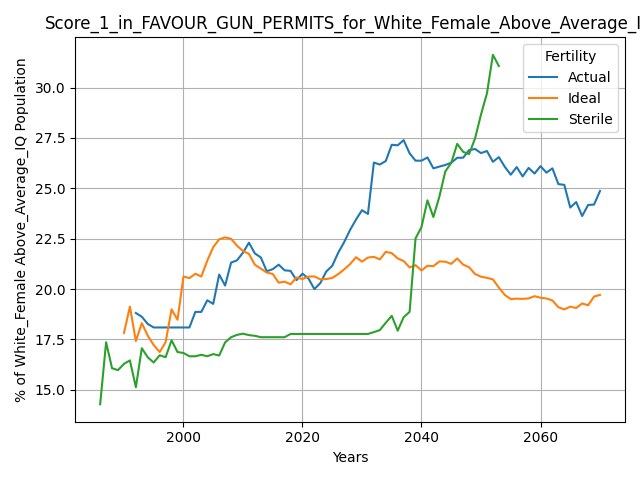 Score_1_in_FAVOUR_GUN_PERMITS_for_White_Female_Above_Average_I
% of White_Female Above_Average_IQ Population
30.0
27.5
25.0
22.5
20.0
17.5
15.0
Fertility
Actual
Ideal
Sterile
2000 2020 2040 2060
Years